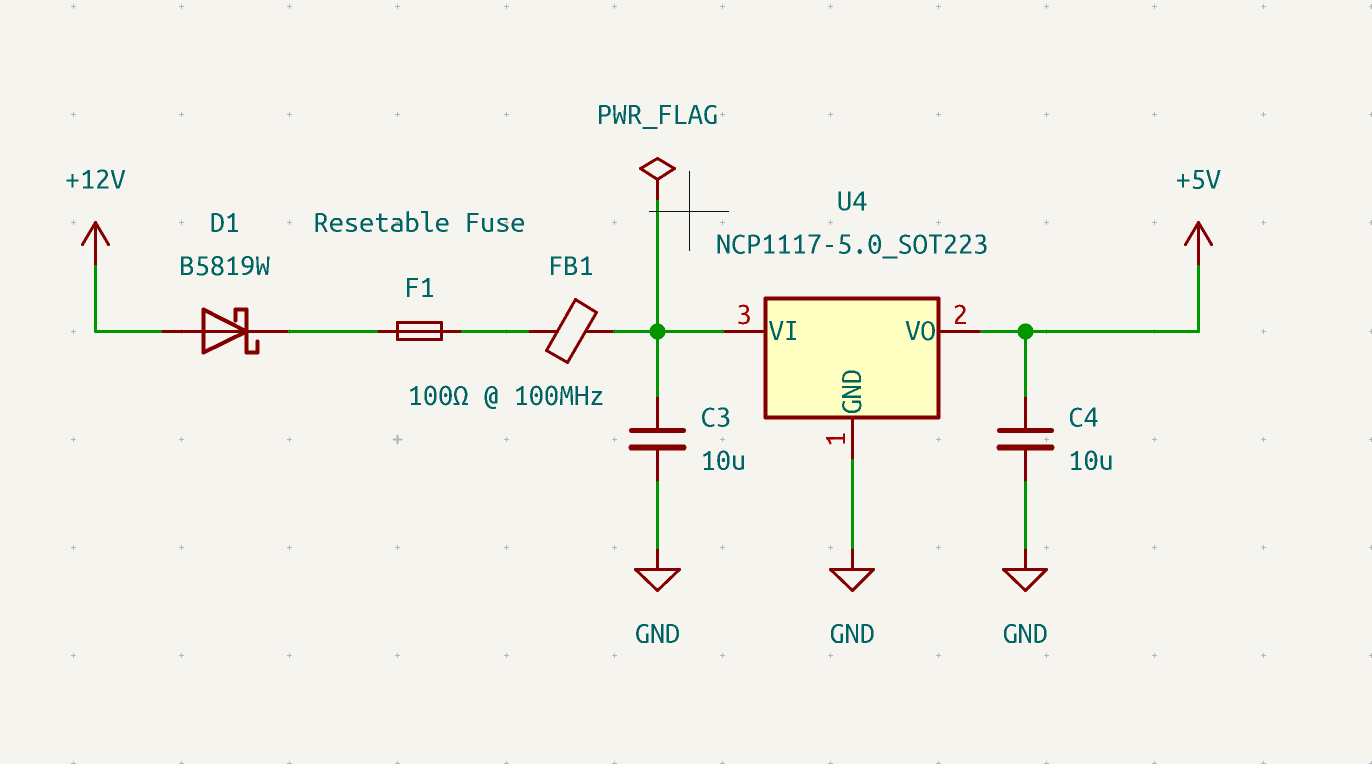 PWR_FLAG
+12V
+5V
U4
D1
Resetable Fuse
NCP1117-5.0_SOT223
B5819W
FB1
F1
3
2
VI
VO
GND
100Ω @ 100MHz
1
C3
10u
C4
10u
GND
GND
GND